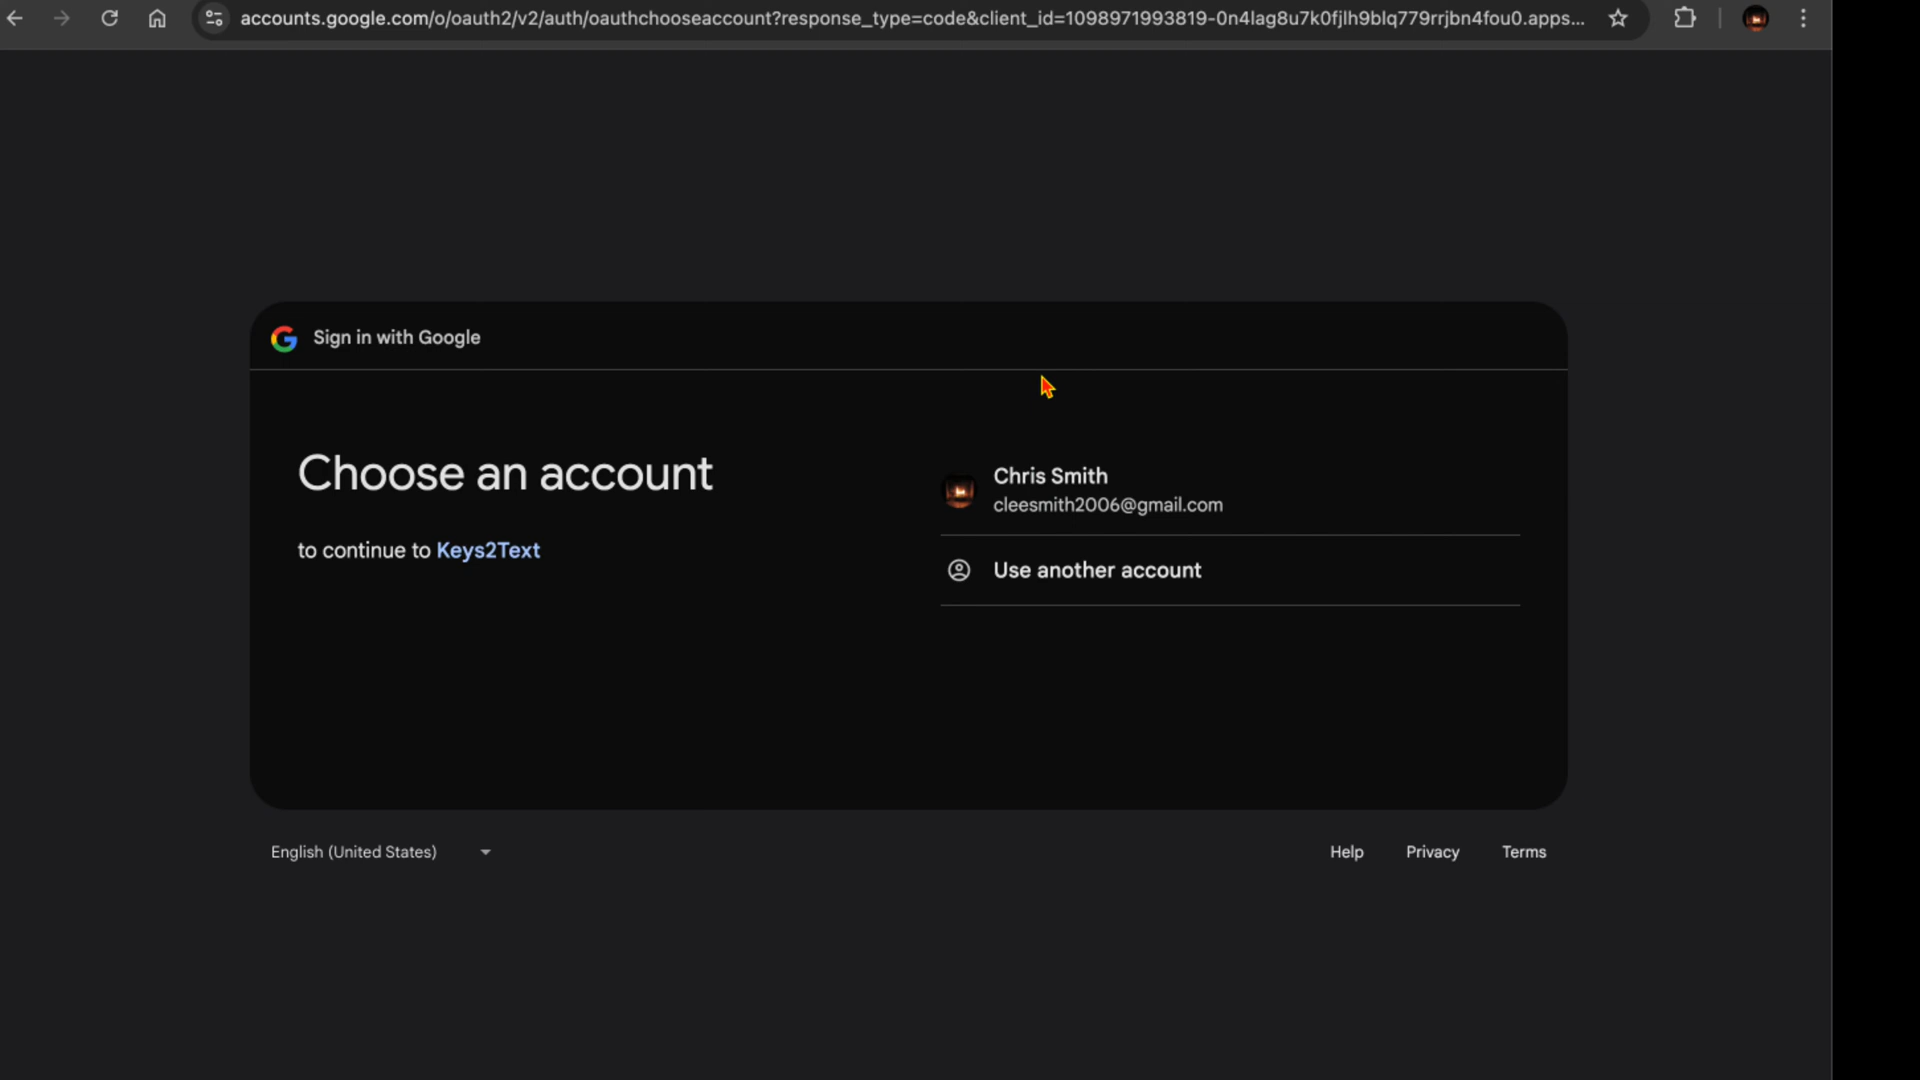 accounts.google.com/o/oauth2/v2/auth/oauthchooseaccount?response_type=code&client_id=1098971993819-0n4lag8u7k0fjlh9blq779rrjbn4fou0.apps...
Sign in with Google
Choose an account
to continue to Keys2Text
Chris Smith
cleesmith2006@gmail.com
Use another account
English (United States)
Help
Privacy
Terms